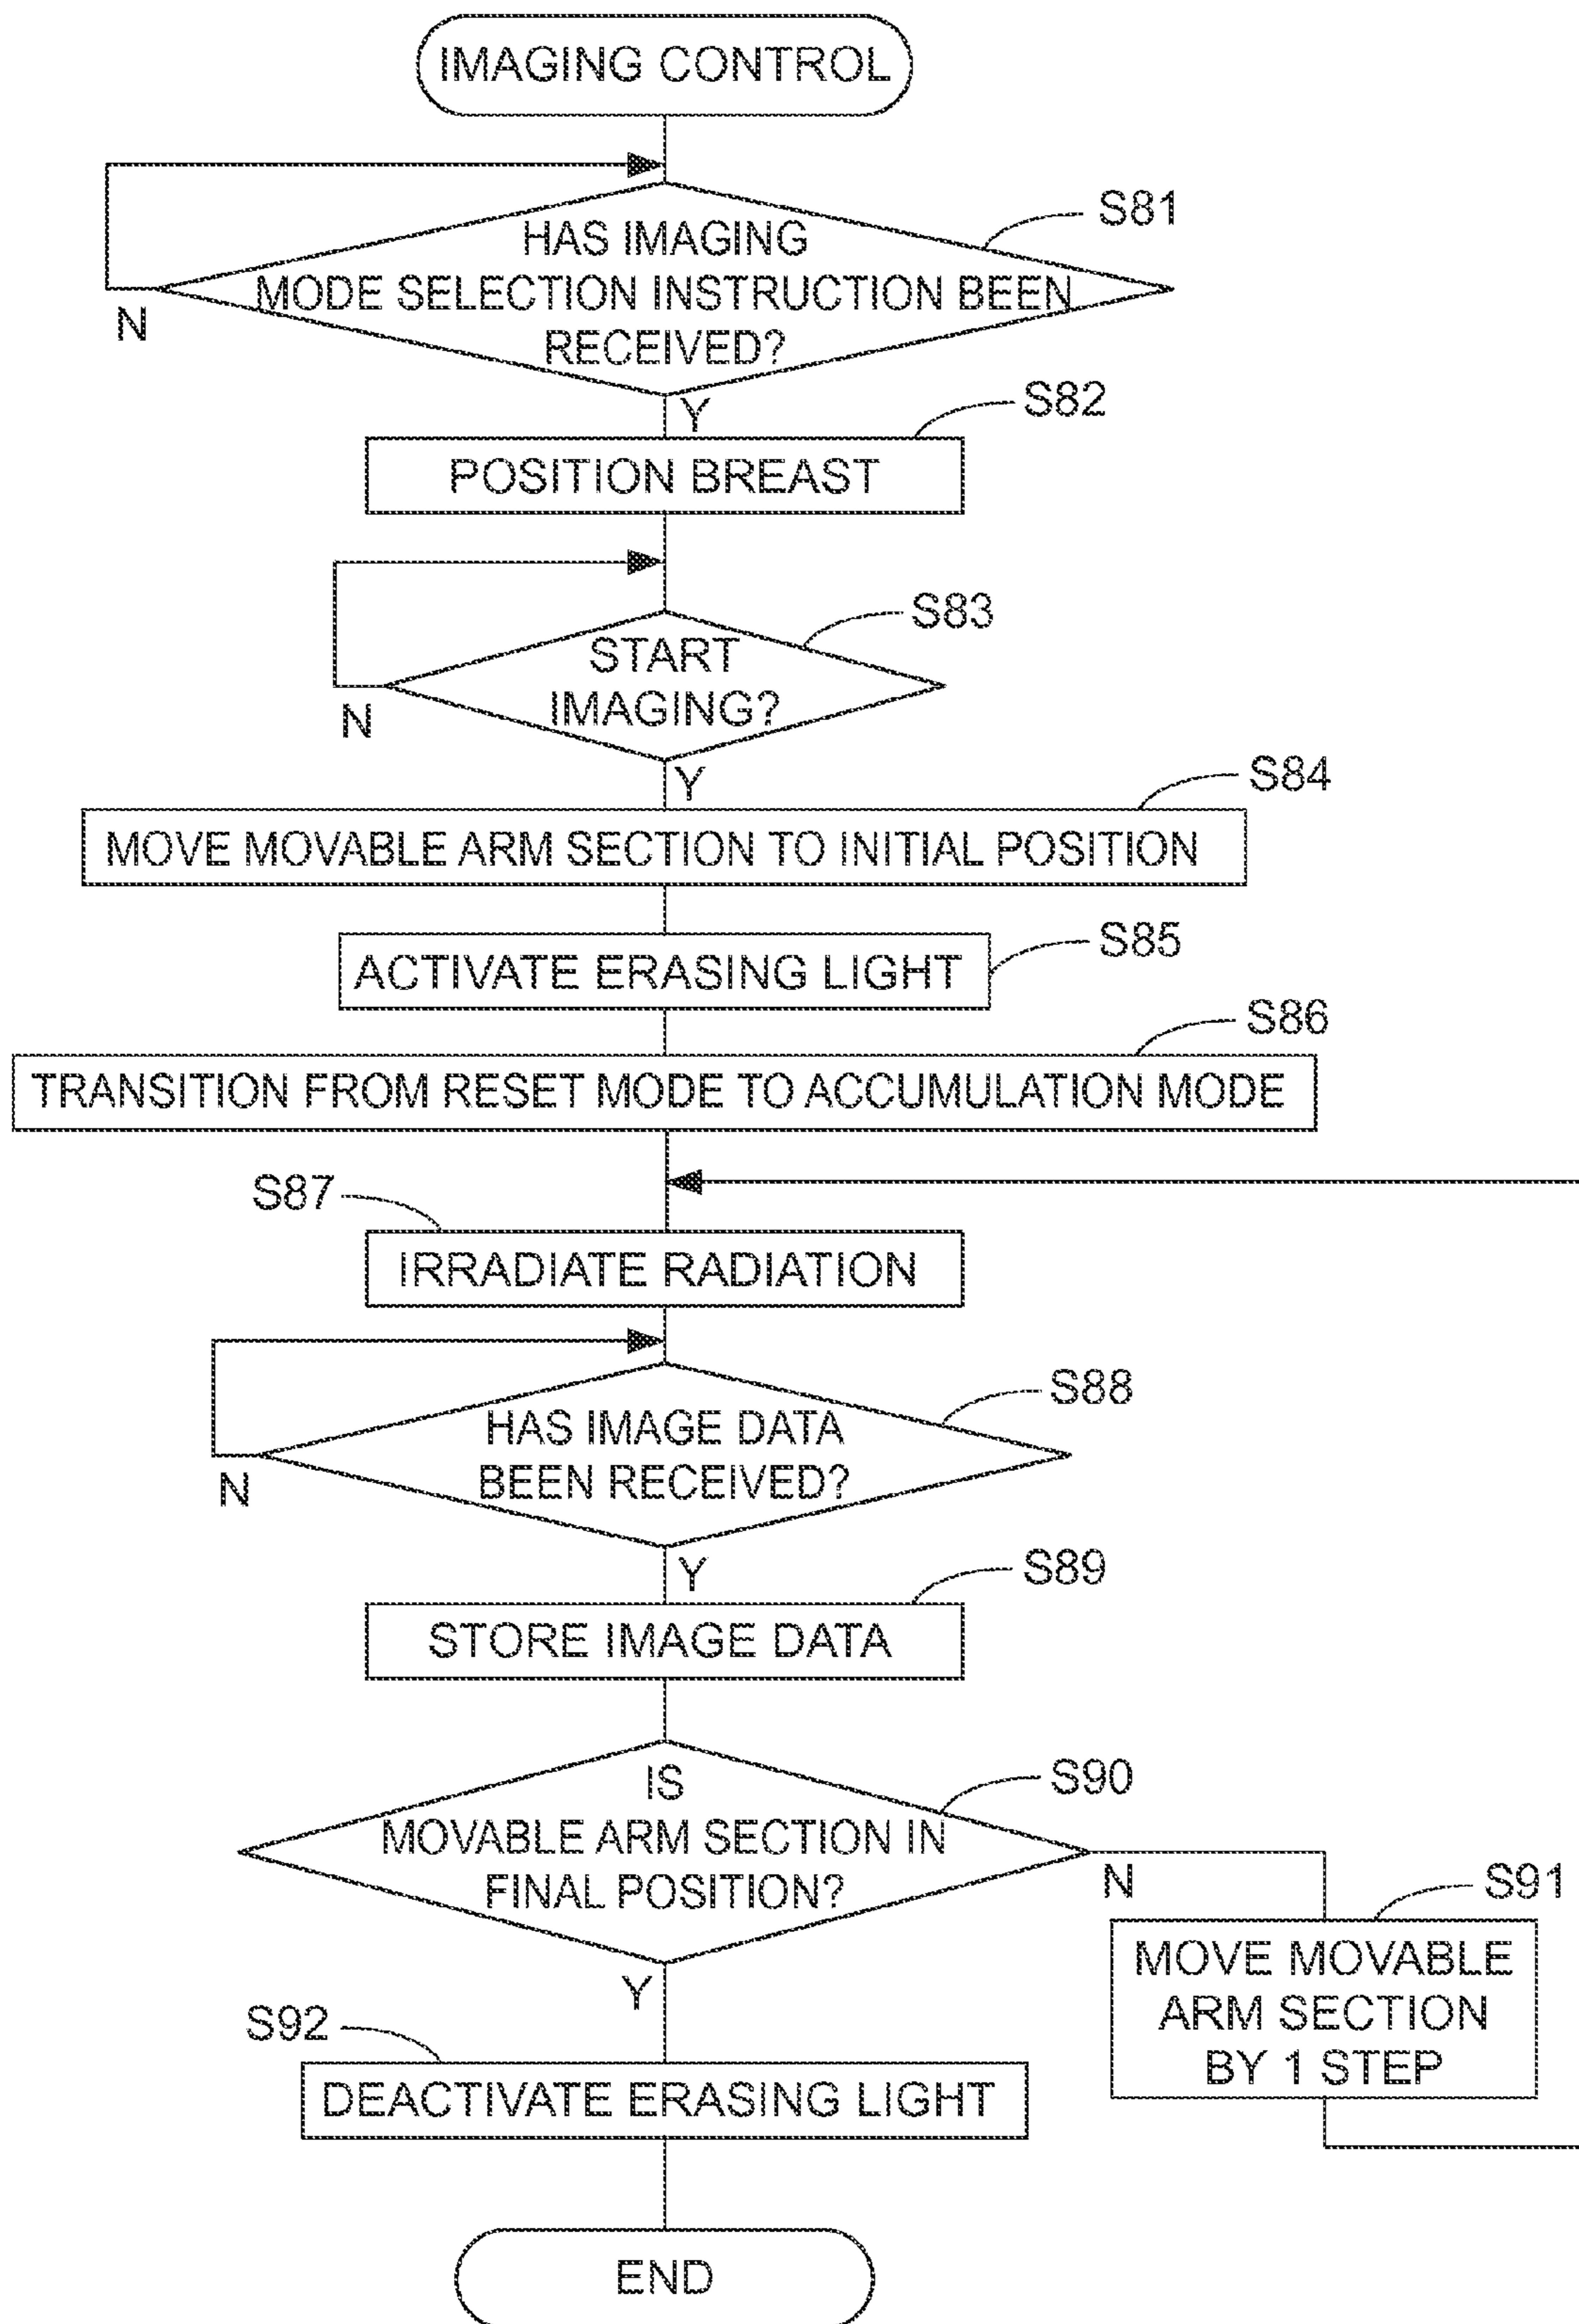 IMAGING CONTROL
S81
HAS IMAGING
MODE SELECTION INSTRUCTION BEEN
RECEIVED?
N
Y
S82
POSITION BREAST
S83
START
IMAGING?
N
Y
S84
MOVE MOVABLE ARM SECTION TO INITIAL POSITION
S85
ACTIVATE ERASING LIGHT
S86
TRANSITION FROM RESET MODE TO ACCUMULATION MODE
S87
IRRADIATE RADIATION
S88
HAS IMAGE DATA
BEEN RECEIVED?
N
Y
S89
STORE IMAGE DATA
S90
IS
MOVABLE ARM SECTION IN
FINAL POSITION?
N
S91
MOVE MOVABLE
ARM SECTION
BY 1 STEP
Y
S92
DEACTIVATE ERASING LIGHT
END